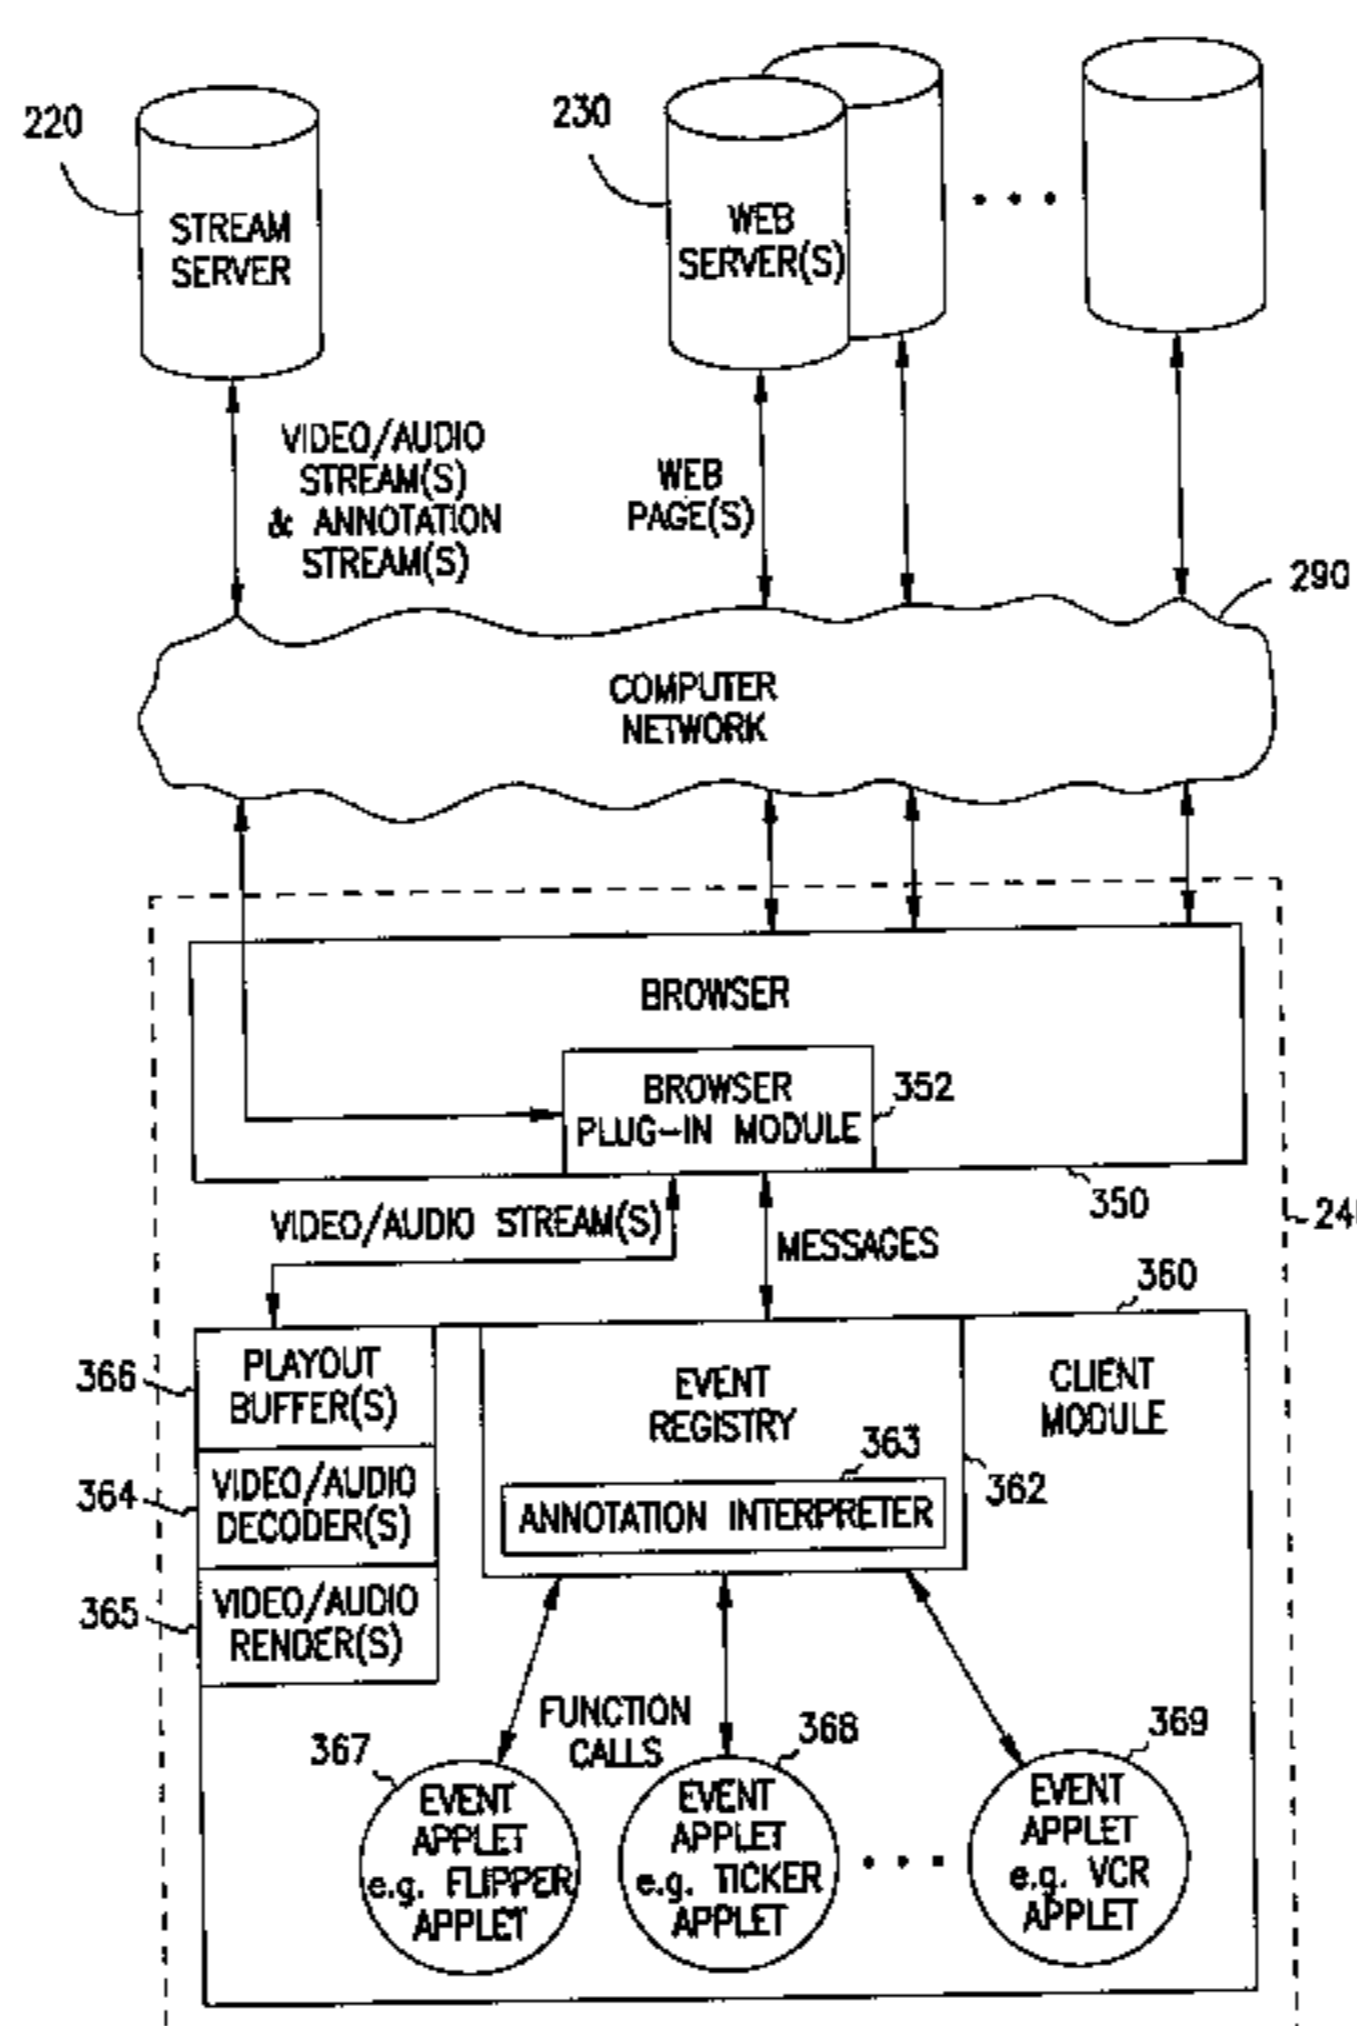 220
STREAM
SERVER
230
WEB
SERVER(S)
VIDEO/AUDIO
STREAM(S)
& ANNOTATION
STREAM(S)
WEB
PAGE(S)
290
COMPUTER
NETWORK
BROWSER
BROWSER
PLUG-IN MODULE
352
350
VIDEO/AUDIO STREAM(S)
MESSAGES
360
366
PLAYOUT
BUFFER(S)
EVENT
REGISTRY
CLIENT
MODULE
364
VIDEO/AUDIO
DECODER(S)
363
362
ANNOTATION INTERPRETER
365
VIDEO/AUDIO
RENDER(S)
FUNCTION
CALLS
367
EVENT
APPLET
e.g. FLIPPER
APPLET
368
EVENT
APPLET
e.g. TICKER
APPLET
369
EVENT
APPLET
e.g. VCR
APPLET